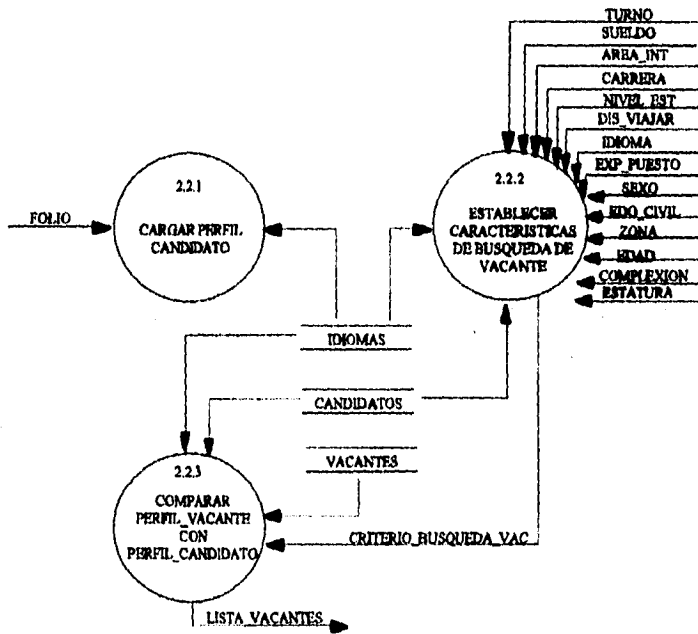 TURNO
SUELDO
AREA_INT
CARRERA
NIVEL_EST
DIS_VIAJAR
IDIOMA
EXP_PUESTO
SEXO
EDO_CIVIL
ZONA
EDAD
COMPLEXION
ESTATURA
2.2.1
CARGAR PERFIL
CANDIDATO
FOLIO
2.2.2
ESTABLECER
CARACTERISTICAS
DE BUSQUEDA DE
VACANTE
IDIOMAS
CANDIDATOS
VACANTES
2.2.3
COMPARAR
PERFIL_VACANTE
CON
PERFIL_CANDIDATO
CRITERIO_BUSQUEDA_VAC
LISTA_VACANTES